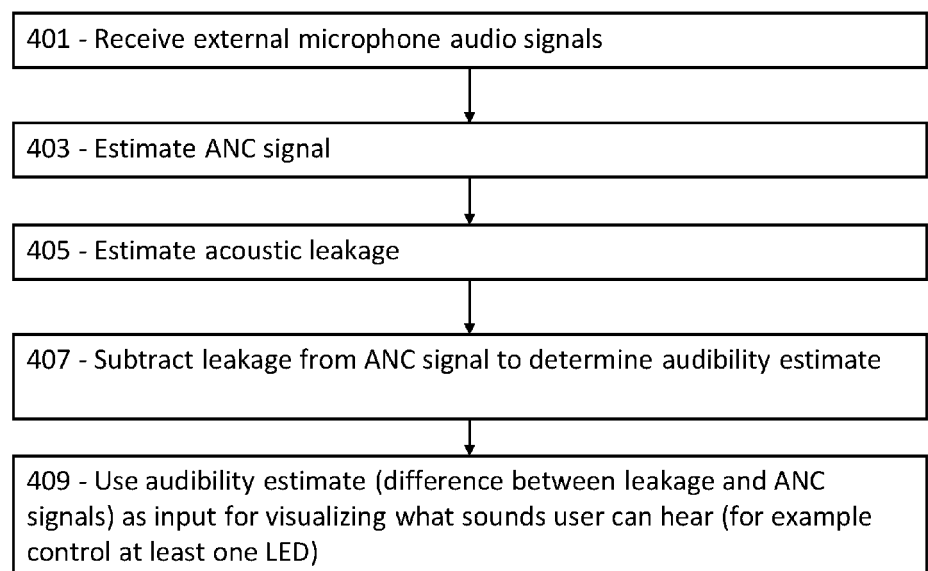 401 - Receive external microphone audio signals
403 - Estimate ANC signal
405 - Estimate acoustic leakage
407 - Subtract leakage from ANC signal to determine audibility estimate
409 - Use audibility estimate (difference between leakage and ANC
signals) as input for visualizing what sounds user can hear (for example
control at least one LED)